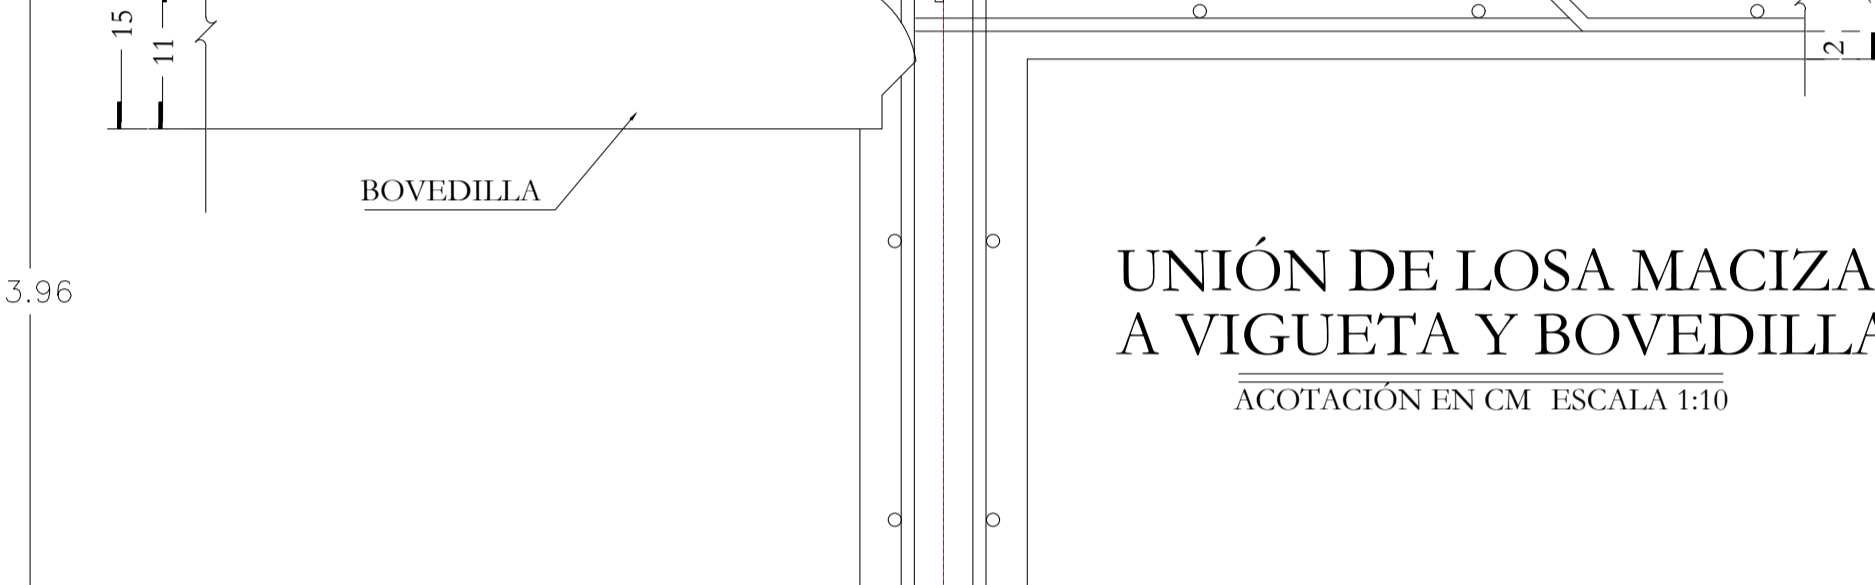 15
11
2
BOVEDILLA
3.96
UNIÓN DE LOSA MACIZA
A VIGUETA Y BOVEDILLA
ACOTACIÓN EN CM ESCALA 1:10